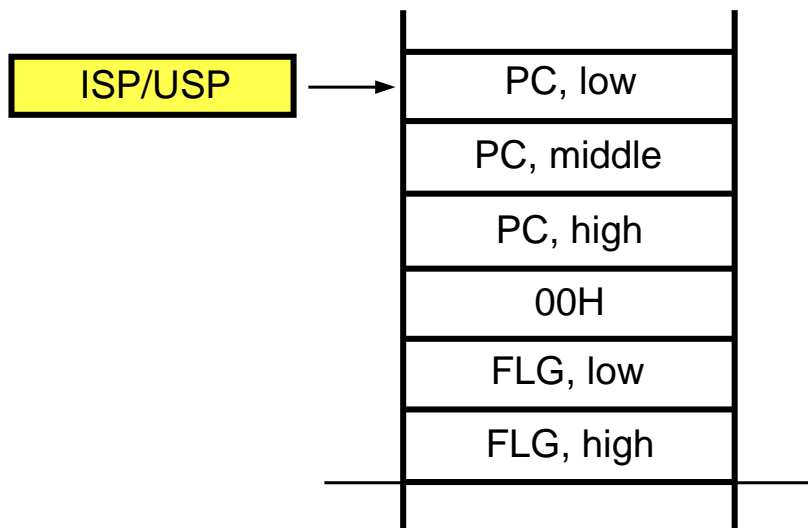 ISP/USP
PC, low
PC, middle
PC, high
00H
FLG, low
FLG, high